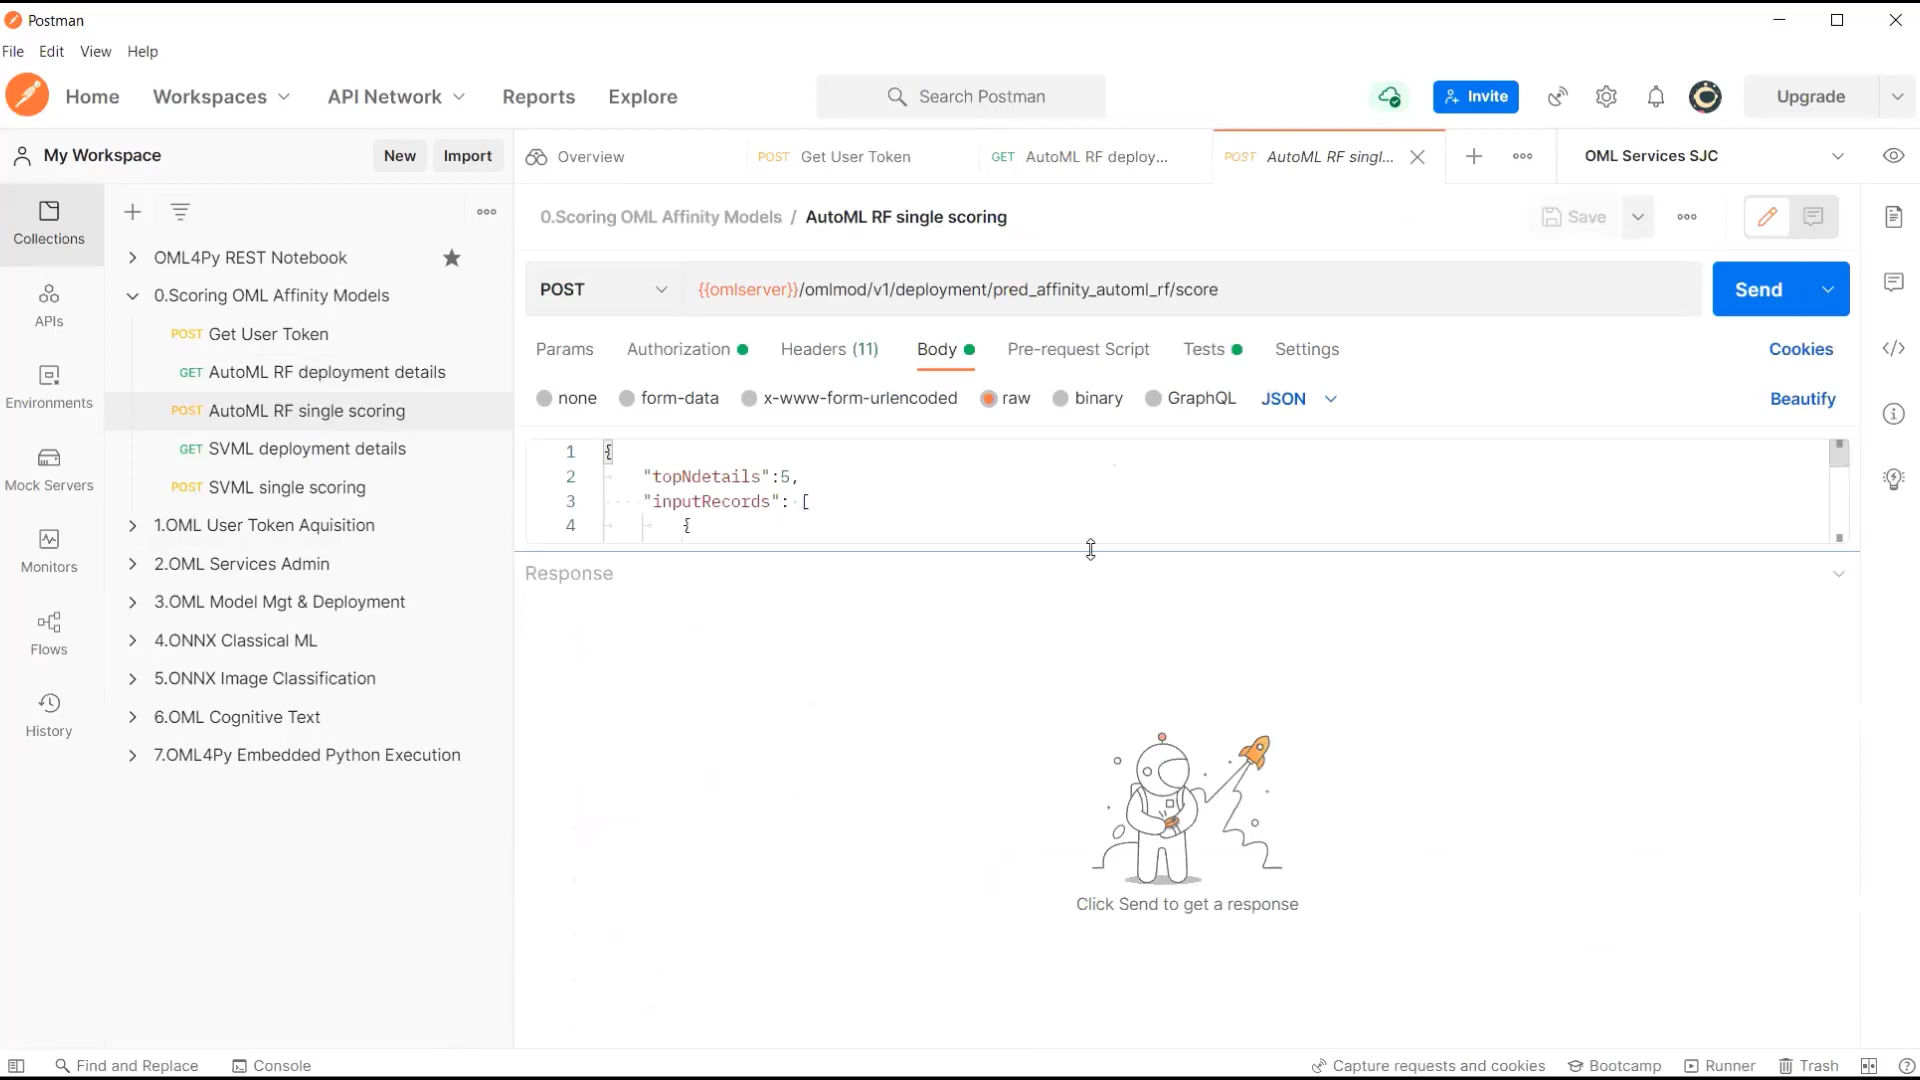 Postman
File Edit View Help
Home Workspaces API Network Reports Explore Search Postman Invite Upgrade
My Workspace New Import
Overview POST Get User Token GET AutoML RF deploy... POST AutoML RF singl... OML Services SJC
Collections
APIs
Environments
Mock Servers
Monitors
Flows
History
OML4Py REST Notebook
0.Scoring OML Affinity Models
POST Get User Token
GET AutoML RF deployment details
POST AutoML RF single scoring
GET SVML deployment details
POST SVML single scoring
1.OML User Token Aquisition
2.OML Services Admin
3.OML Model Mgt & Deployment
4.ONNX Classical ML
5.ONNX Image Classification
6.OML Cognitive Text
7.OML4Py Embedded Python Execution
0.Scoring OML Affinity Models / AutoML RF single scoring Save
POST {{omlserver}}/omlmod/v1/deployment/pred_affinity_automl_rf/score Send
Params Authorization Headers (11) Body Pre-request Script Tests Settings Cookies
none form-data x-www-form-urlencoded raw binary GraphQL JSON Beautify
1 {
2 "topNdetails":5,
3 "inputRecords": [
4 {
Response
Click Send to get a response
Find and Replace Console Capture requests and cookies Bootcamp Runner Trash